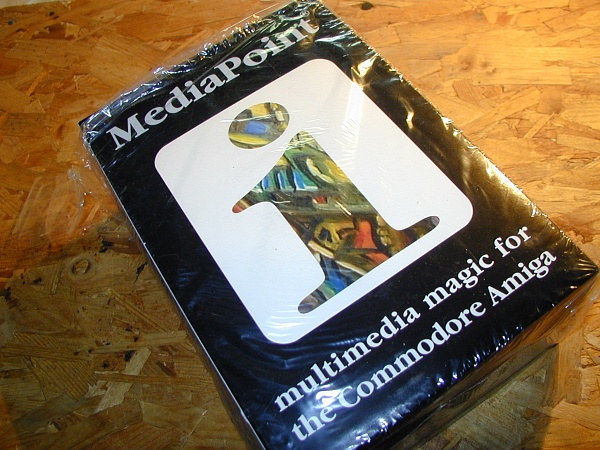 MediaPoint
i
multimedia magic for
the Commodore Amiga